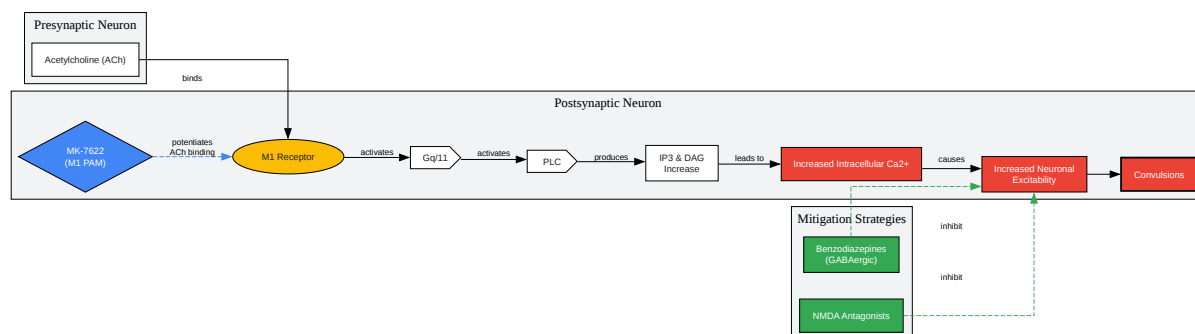 Presynaptic Neuron
Acetylcholine (ACh)
binds
Postsynaptic Neuron
MK-7622
(M1 PAM)
potentiates
ACh binding
M1 Receptor
activates
Gq/11
activates
PLC
produces
IP3 & DAG
Increase
leads to
Increased Intracellular Ca2+
causes
Increased Neuronal
Excitability
Convulsions
Mitigation Strategies
Benzodiazepines
(GABAergic)
inhibit
NMDA Antagonists
inhibit